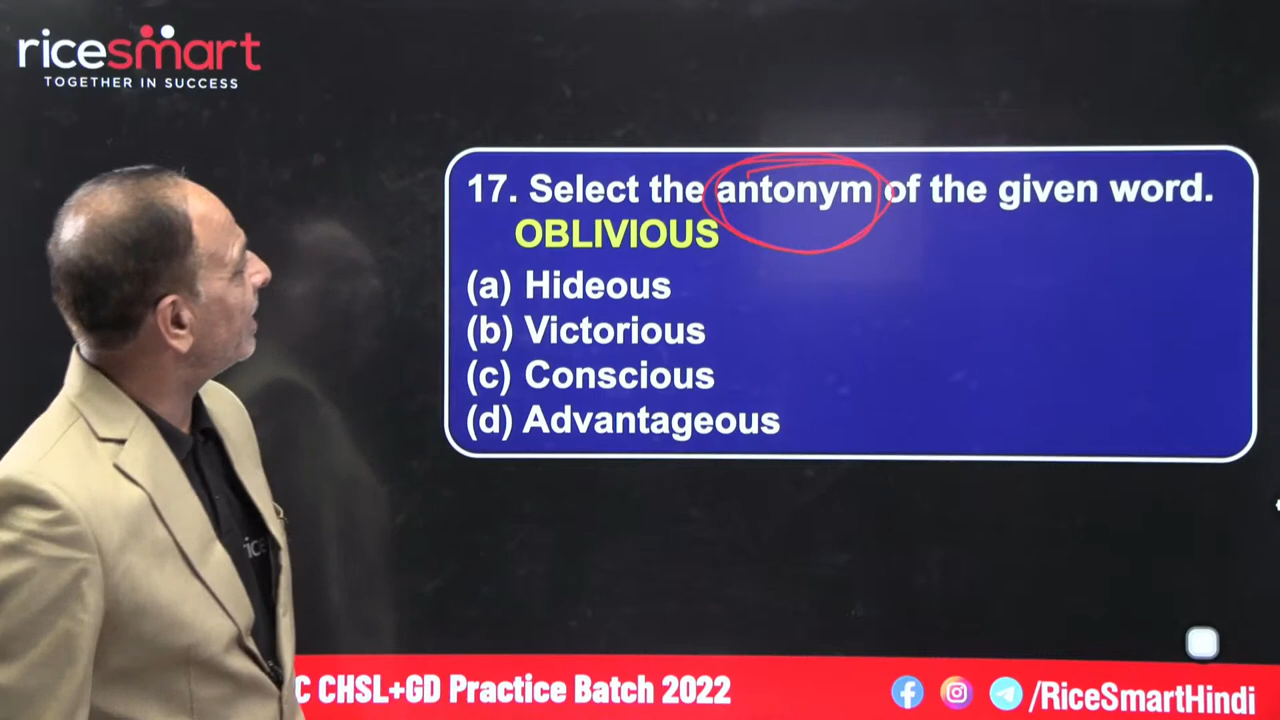 ricesmart
TOGETHER IN SUCCESS
17. Select the antonym of the given word.
OBLIVIOUS
(a) Hideous
(b) Victorious
(c) Conscious
(d) Advantageous
rice
C CHSL+GD Practice Batch 2022
/RiceSmartHindi